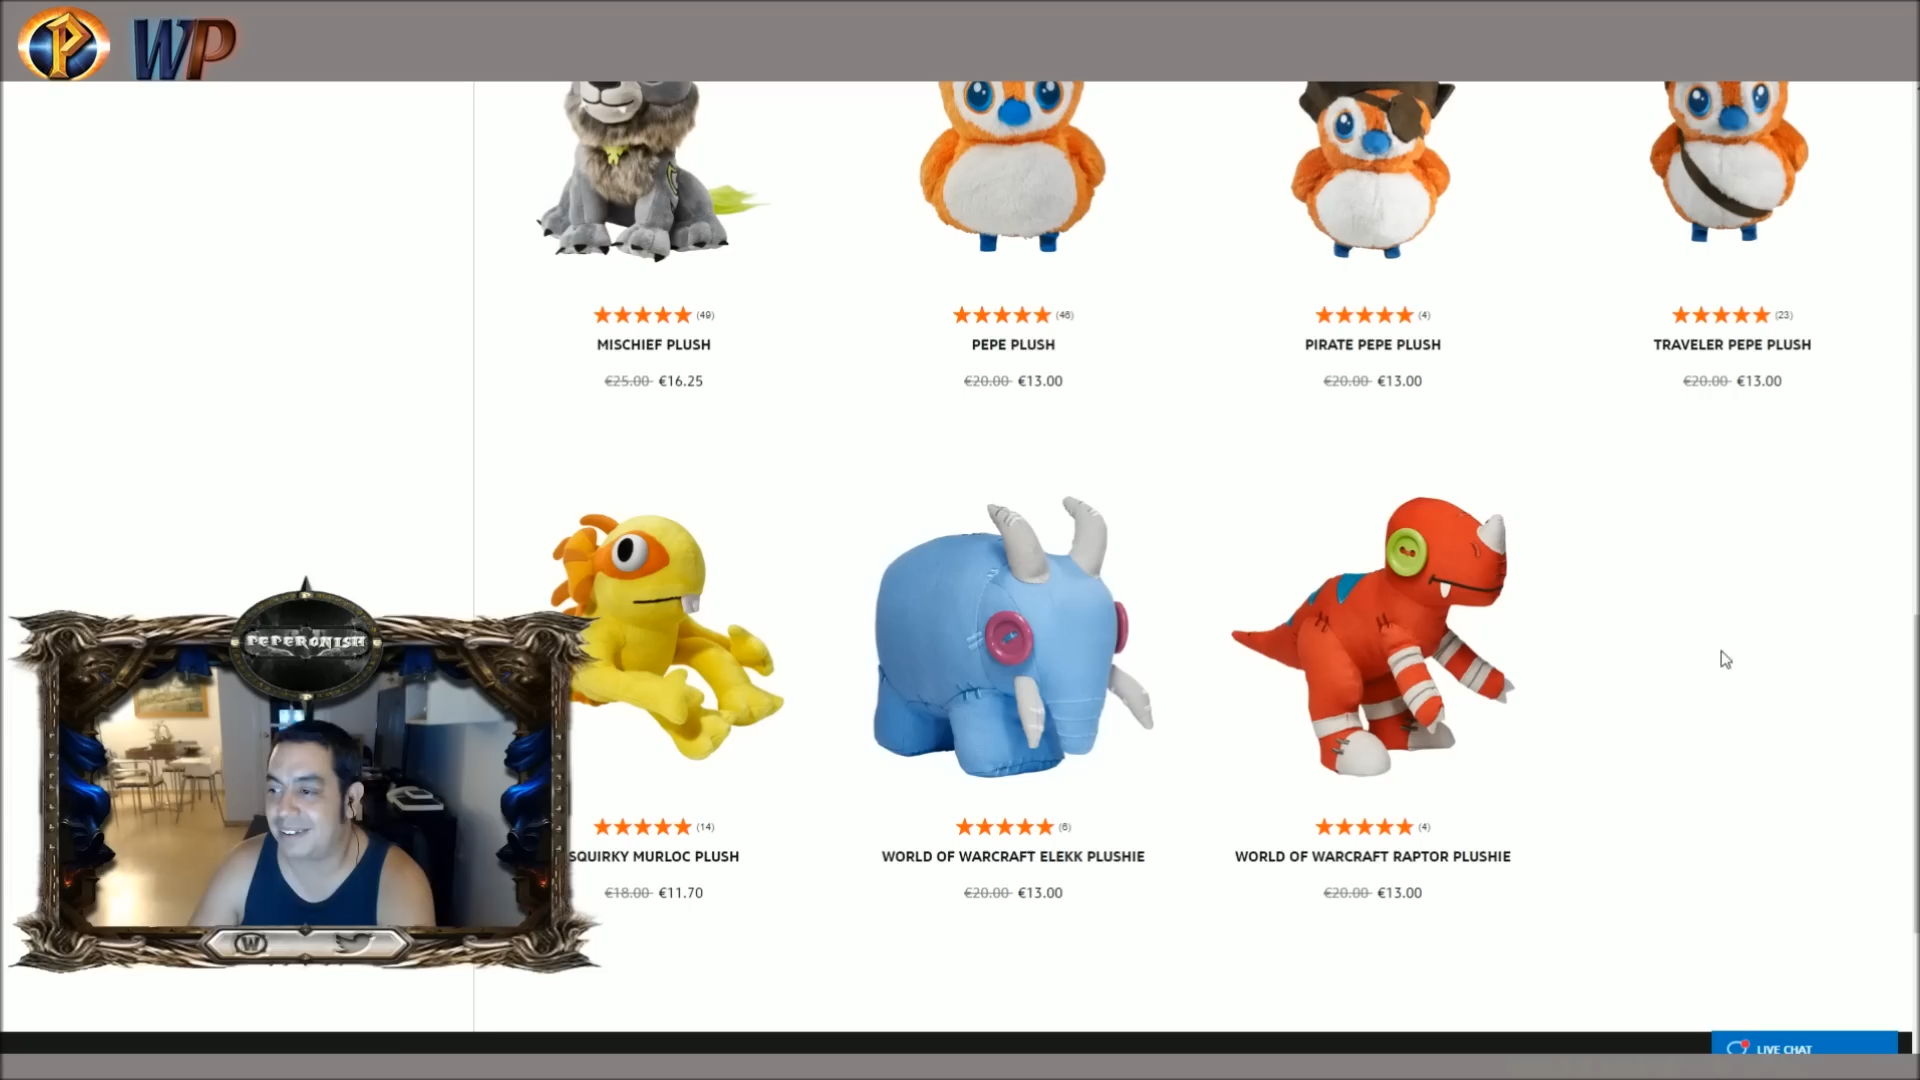 P WP
(49) (46) (4) (23)
MISCHIEF PLUSH PEPE PLUSH PIRATE PEPE PLUSH TRAVELER PEPE PLUSH
€25.00 €16.25 €20.00 €13.00 €20.00 €13.00 €20.00 €13.00
PEPERONISH
(14) (6) (4)
SQUIRKY MURLOC PLUSH WORLD OF WARCRAFT ELEKK PLUSHIE WORLD OF WARCRAFT RAPTOR PLUSHIE
€18.00 €11.70 €20.00 €13.00 €20.00 €13.00
W
LIVE CHAT